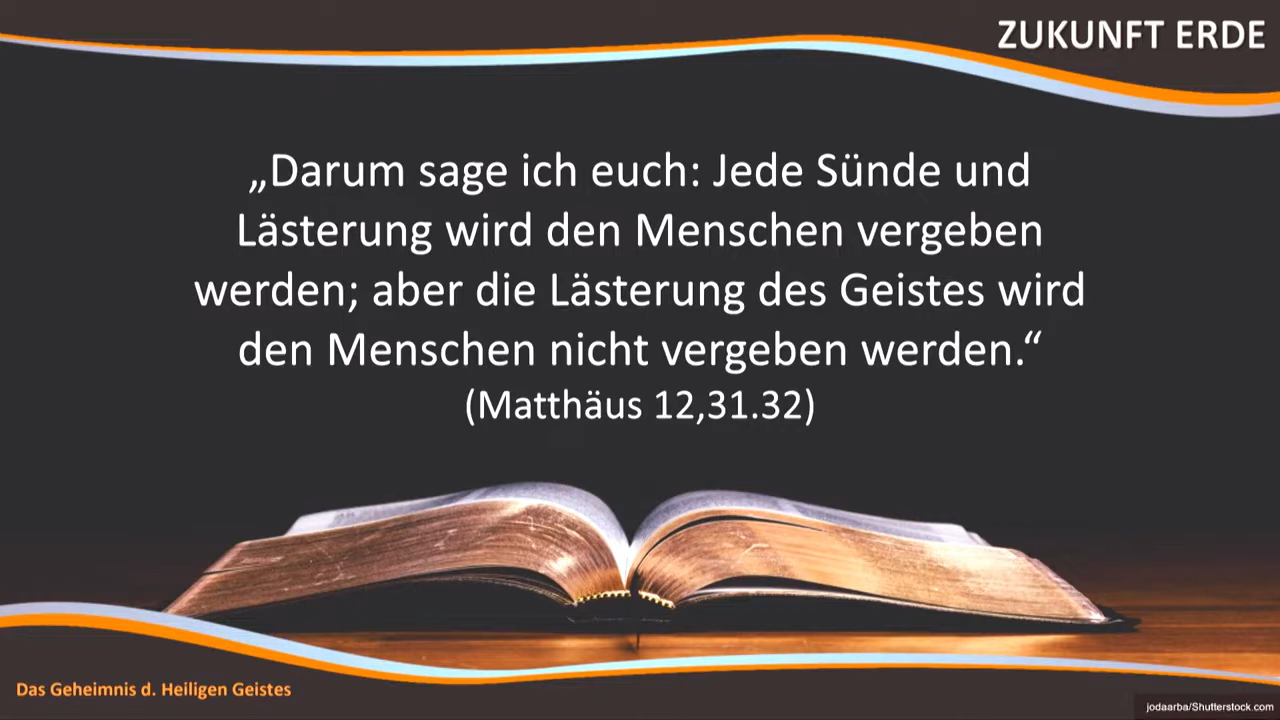 ZUKUNFT ERDE
„Darum sage ich euch: Jede Sünde und
Lästerung wird den Menschen vergeben
werden; aber die Lästerung des Geistes wird
den Menschen nicht vergeben werden.“
(Matthäus 12,31.32)
Das Geheimnis d. Heiligen Geistes
jodaarba/Shutterstock.com